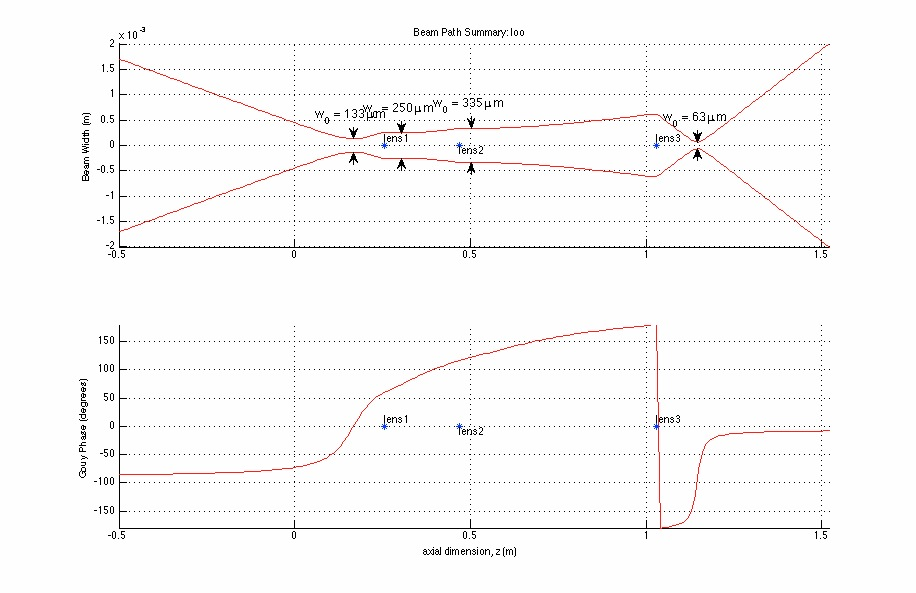 Beam Path Summary: loo
x 10^-3
w0 = 133μm
w0 = 250μm
w0 = 335μm
w0 = 63μm
lens1
lens2
lens3
Beam Width (m)
2
1.5
1
0.5
0
-0.5
-1
-1.5
-2
-0.5 0 0.5 1 1.5
Gouy Phase (degrees)
150
100
50
0
-50
-100
-150
lens1
lens2
lens3
-0.5 0 0.5 1 1.5
axial dimension, z (m)